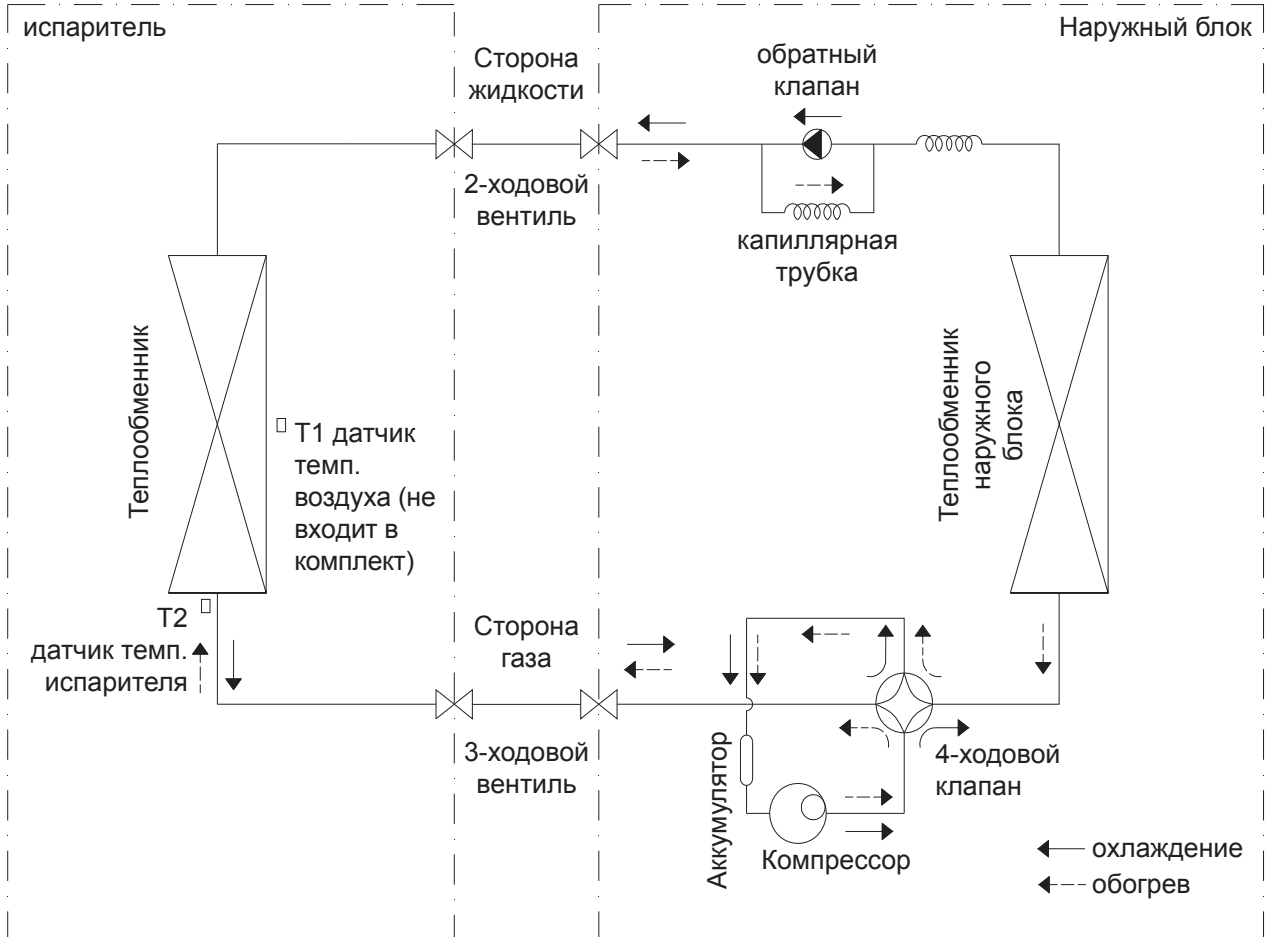 испаритель
Наружный блок
Сторона
жидкости
обратный
клапан
2-ходовой
вентиль
капиллярная
трубка
Теплообменник
T1 датчик
темп.
воздуха (не
входит в
комплект)
Теплообменник
наружного
блока
T2
датчик темп.
испарителя
Сторона
газа
3-ходовой
вентиль
Аккумулятор
4-ходовой
клапан
Компрессор
охлаждение
обогрев